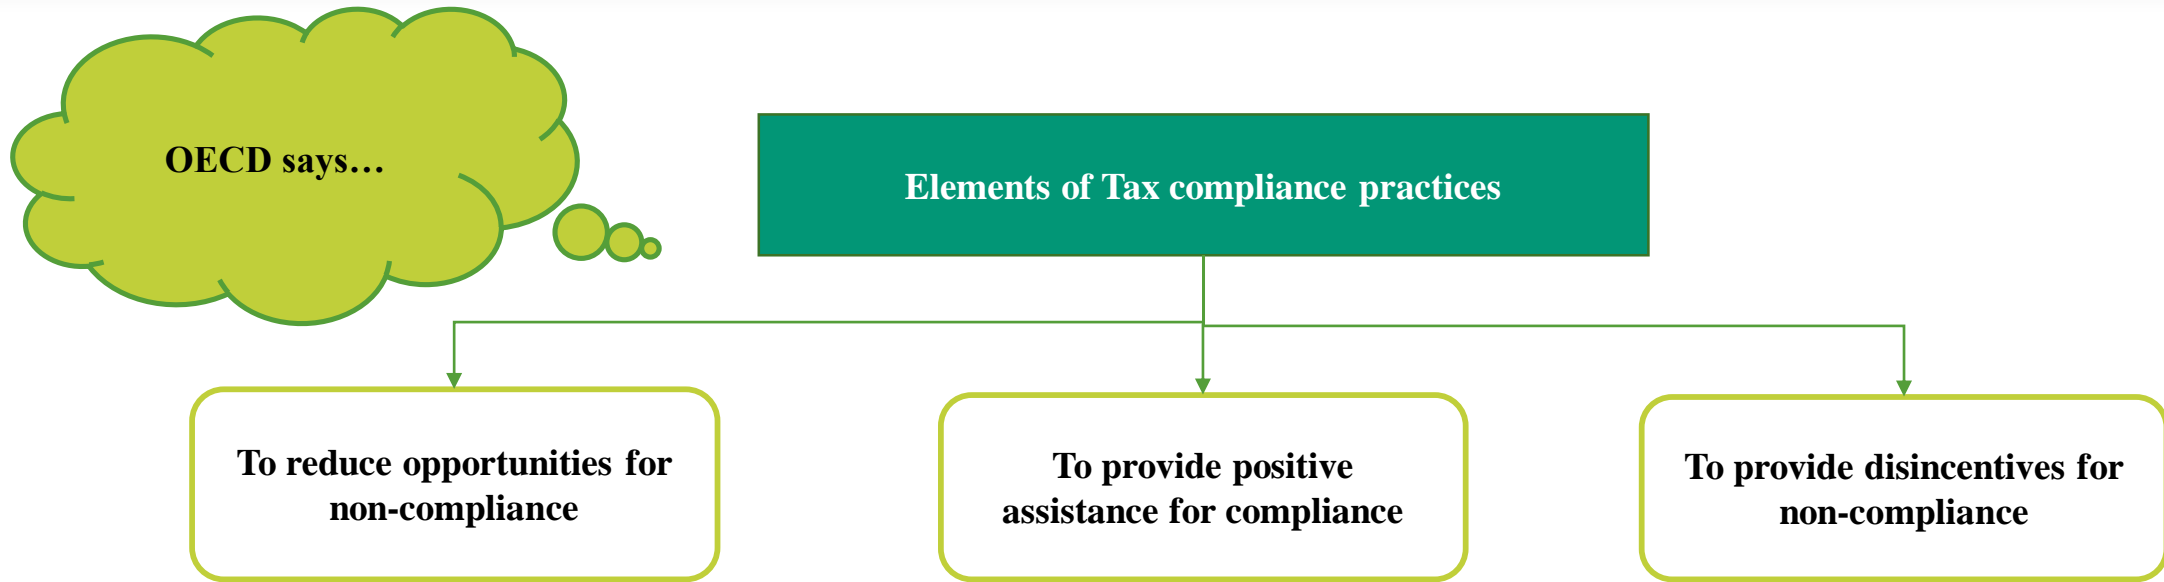 OECD says…
Elements of Tax compliance practices
To reduce opportunities for
non-compliance
To provide positive
assistance for compliance
To provide disincentives for
non-compliance